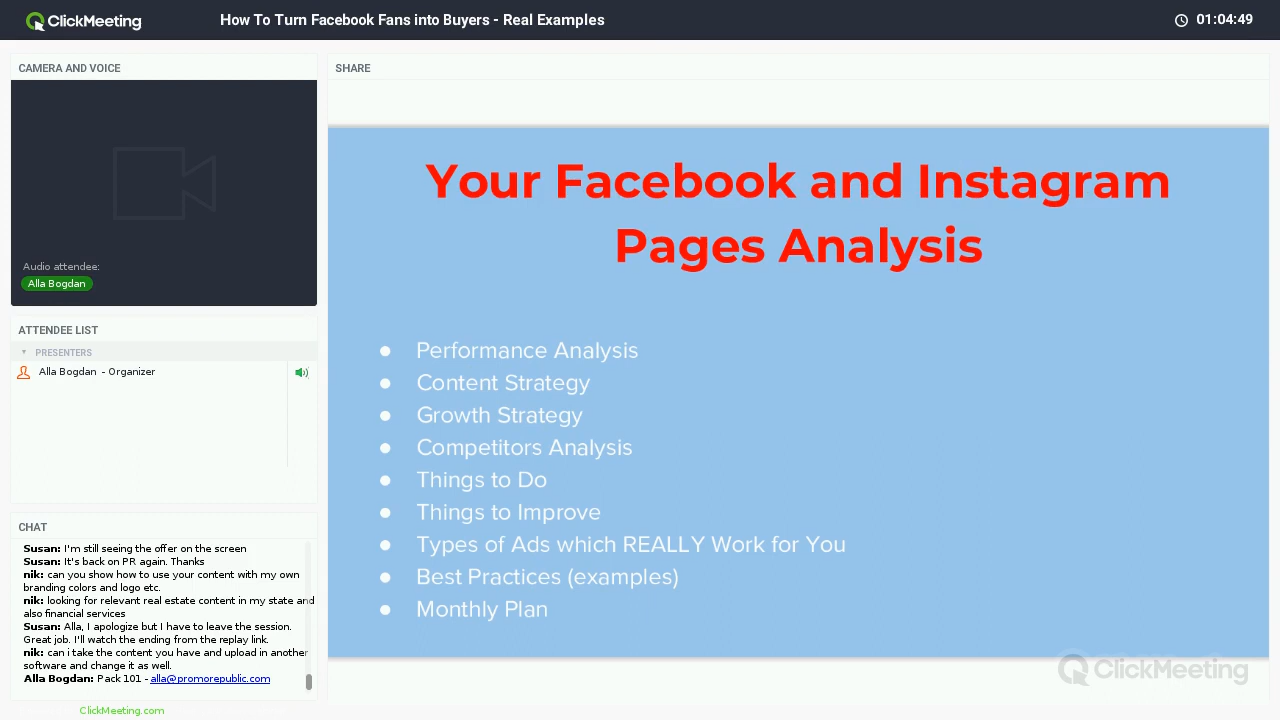 ClickMeeting
How To Turn Facebook Fans into Buyers - Real Examples
01:04:49
CAMERA AND VOICE
Audio attendee:
Alla Bogdan
ATTENDEE LIST
PRESENTERS
Alla Bogdan - Organizer
CHAT
Susan: I'm still seeing the offer on the screen
Susan: It's back on PR again. Thanks
nik: can you show how to use your content with my own
branding colors and logo etc.
nik: looking for relevant real estate content in my state and
also financial services
Susan: Alla, I apologize but I have to leave the session.
Great job. I'll watch the ending from the replay link.
nik: can i take the content you have and upload in another
software and change it as well.
Alla Bogdan: Pack 101 - alla@promorepublic.com
ClickMeeting.com
SHARE
Your Facebook and Instagram
Pages Analysis
● Performance Analysis
● Content Strategy
● Growth Strategy
● Competitors Analysis
● Things to Do
● Things to Improve
● Types of Ads which REALLY Work for You
● Best Practices (examples)
● Monthly Plan
ClickMeeting